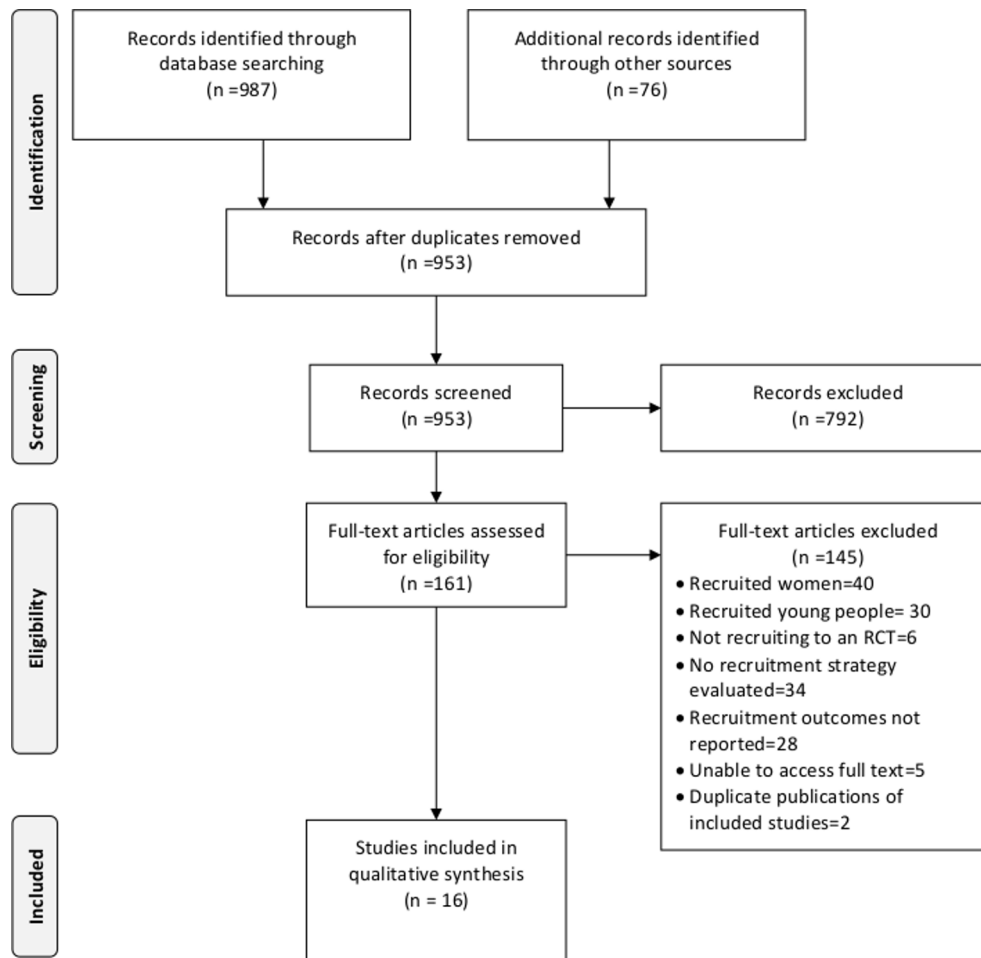 Identification
Records identified through
database searching
(n =987)
Additional records identified
through other sources
(n =76)
Records after duplicates removed
(n =953)
Screening
Records screened
(n =953)
Records excluded
(n =792)
Eligibility
Full-text articles assessed
for eligibility
(n =161)
Full-text articles excluded
(n =145)
• Recruited women=40
• Recruited young people= 30
• Not recruiting to an RCT=6
• No recruitment strategy
evaluated=34
• Recruitment outcomes not
reported=28
• Unable to access full text=5
• Duplicate publications of
included studies=2
Included
Studies included in
qualitative synthesis
(n = 16)